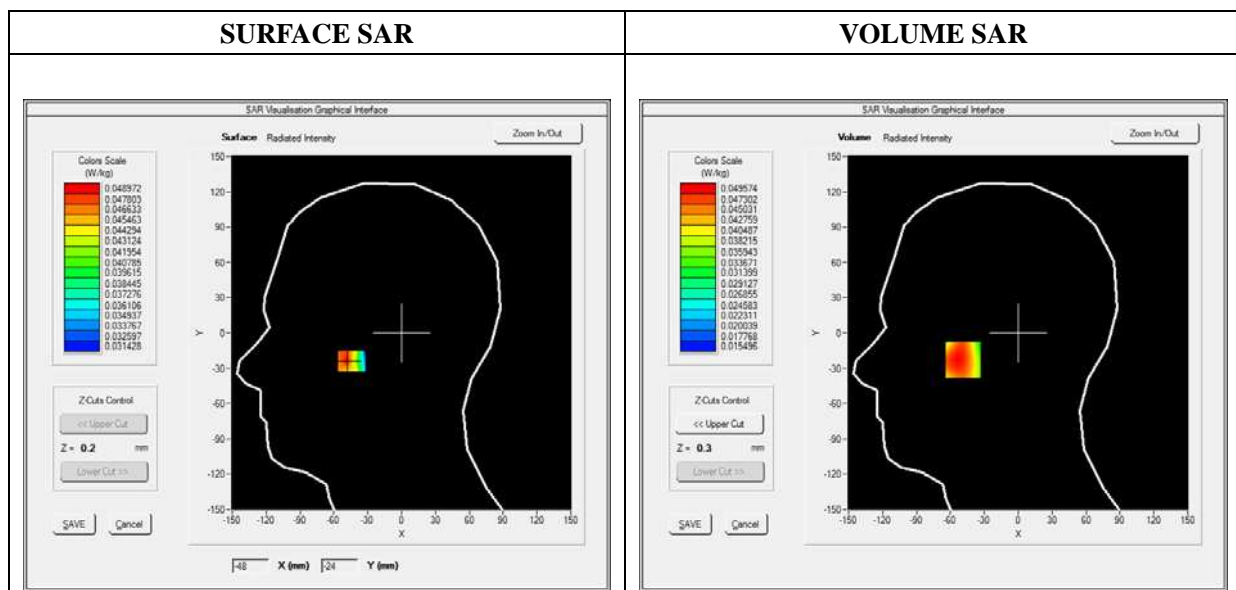 SURFACE SAR
VOLUME SAR
SAR Visualisation Graphical Interface
Surface Radiated Intensity
Zoom In/Out
Colors Scale
(W/kg)
0.048972
0.047803
0.046633
0.045463
0.044294
0.043124
0.041954
0.040785
0.039615
0.038445
0.037276
0.036106
0.034937
0.033767
0.032597
0.031428
Z-Cuts Control
<< Upper Cut
Z = 0.2 mm
Lower Cut >>
SAVE Cancel
150
120
90
60
30
0
-30
-60
-90
-120
-150
Y
-150 -120 -90 -60 -30 0 30 60 90 120 150
X
-48 X (mm) -24 Y (mm)
SAR Visualisation Graphical Interface
Volume Radiated Intensity
Zoom In/Out
Colors Scale
(W/kg)
0.049574
0.047302
0.045031
0.042759
0.040487
0.038215
0.035943
0.033671
0.031399
0.029127
0.026855
0.024583
0.022311
0.020039
0.017768
0.015496
Z-Cuts Control
<< Upper Cut
Z = 0.3 mm
Lower Cut >>
SAVE Cancel
150
120
90
60
30
0
-30
-60
-90
-120
-150
Y
-150 -120 -90 -60 -30 0 30 60 90 120 150
X